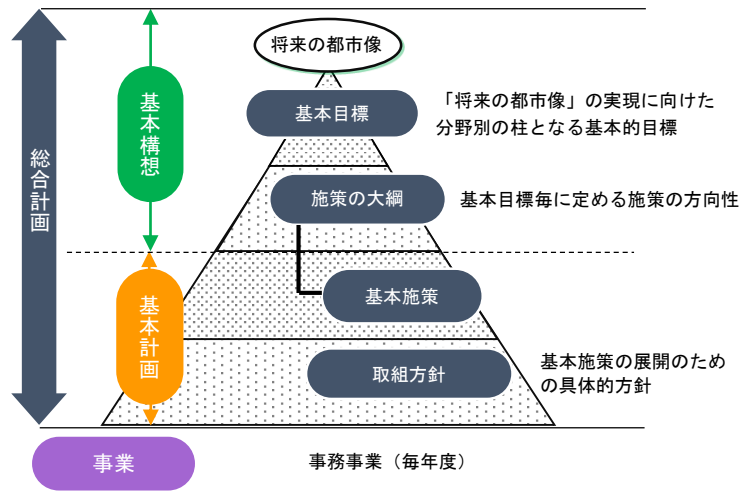 将来の都市像
基本目標
「将来の都市像」の実現に向けた
分野別の柱となる基本的目標
基本構想
総合計画
施策の大綱
基本目標毎に定める施策の方向性
基本施策
基本計画
取組方針
基本施策の展開のため
の具体的方針
事業
事務事業（毎年度）